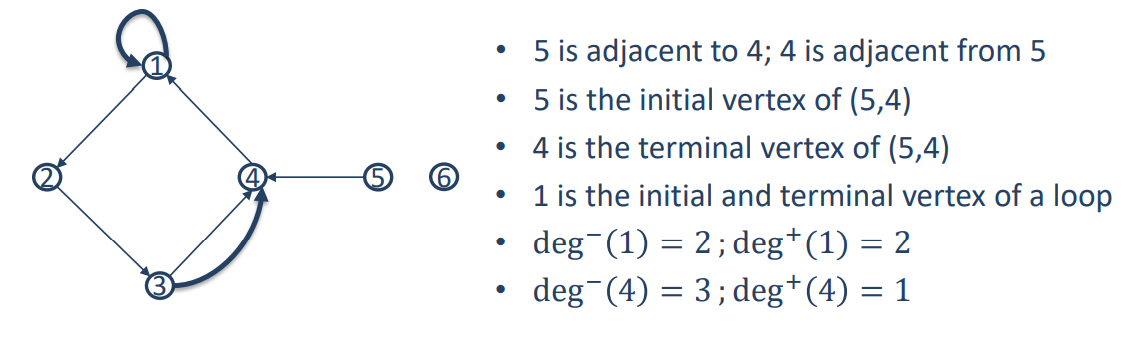 1
2
4
5
6
3
• 5 is adjacent to 4; 4 is adjacent from 5
• 5 is the initial vertex of (5,4)
• 4 is the terminal vertex of (5,4)
• 1 is the initial and terminal vertex of a loop
• deg⁻(1) = 2 ; deg⁺(1) = 2
• deg⁻(4) = 3 ; deg⁺(4) = 1